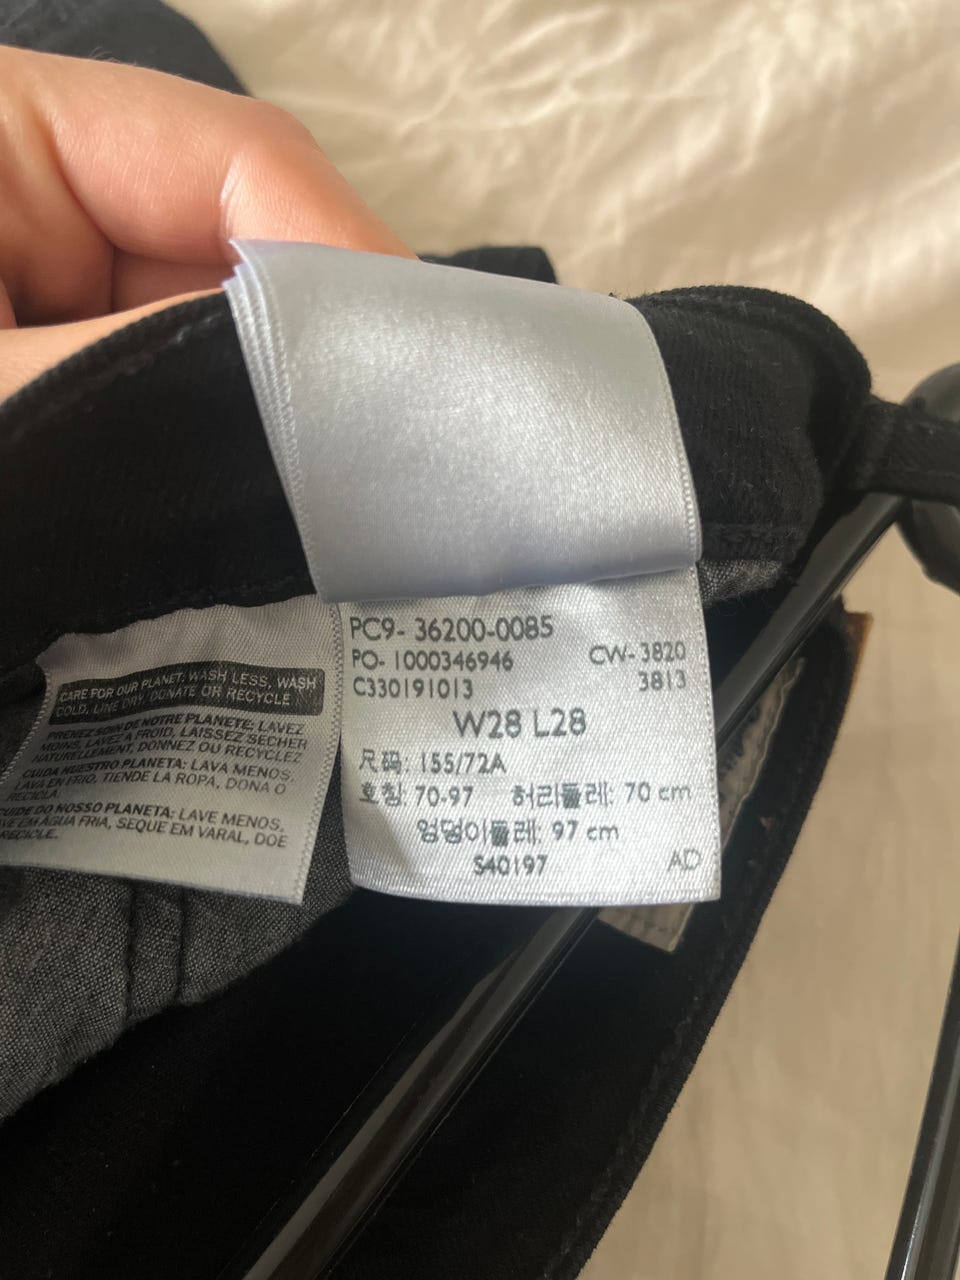 CARE FOR OUR PLANET: WASH LESS, WASH
COLD, LINE DRY, DONATE OR RECYCLE
PRENEZ SOIN DE NOTRE PLANETE: LAVEZ
MOINS, LAVEZ A FROID, LAISSEZ SECHER
NATURELLEMENT, DONNEZ OU RECYCLEZ
CUIDA NUESTRO PLANETA: LAVA MENOS,
LAVA EN FRIO, TIENDE LA ROPA, DONA O
RECICLA
CUIDE DO NOSSO PLANETA: LAVE MENOS,
LAVE EM AGUA FRIA, SEQUE EM VARAL, DOE
RECICLE.
PC9- 36200-0085
PO- 1000346946 CW- 3820
C330191013 3813
W28 L28
尺码: 155/72A
호칭 70-97 허리둘레: 70 cm
엉덩이둘레: 97 cm
S40197 AD